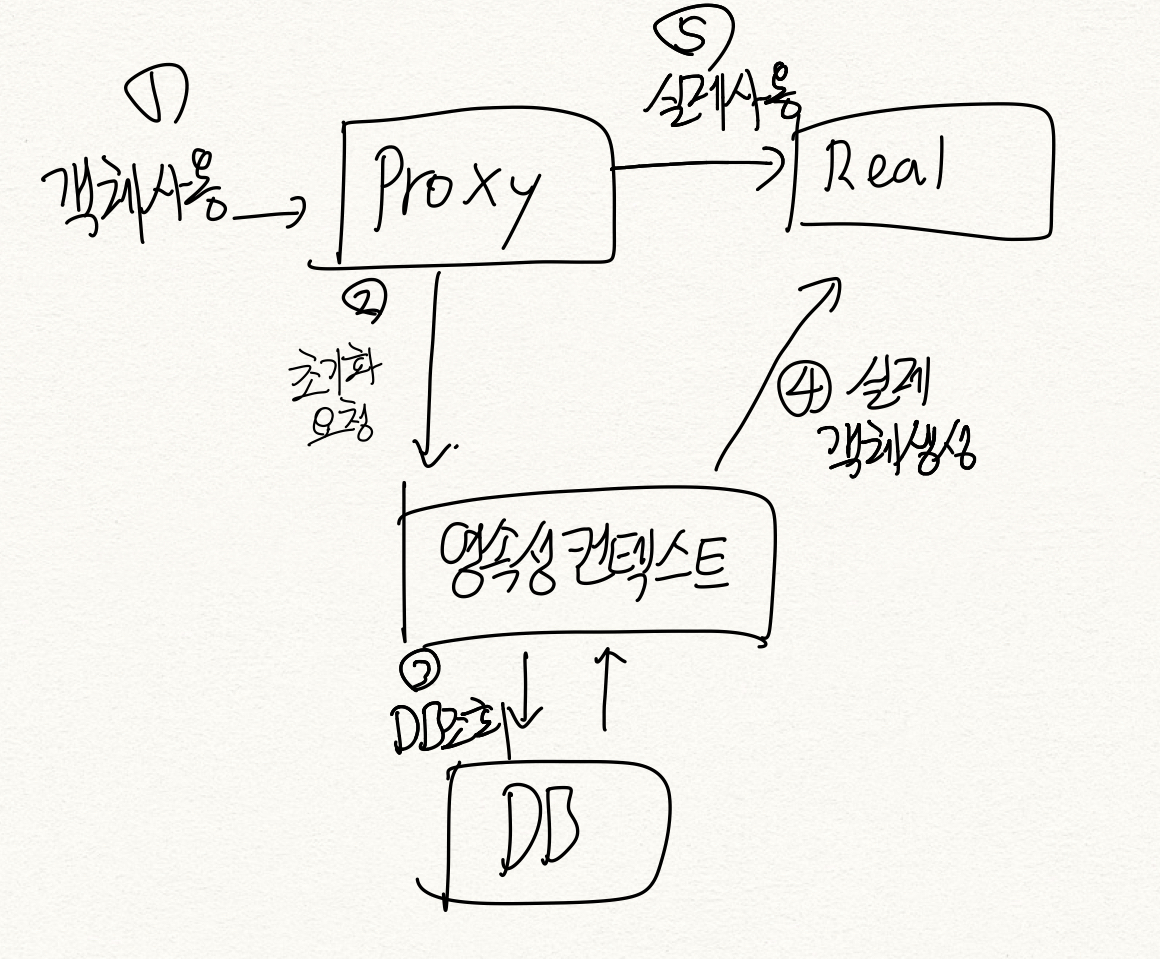 ①
객체사용
Proxy
⑤
실제사용
Real
②
초기화
요청
④ 실제
객체생성
영속성 컨텍스트
③
DB조회
DB